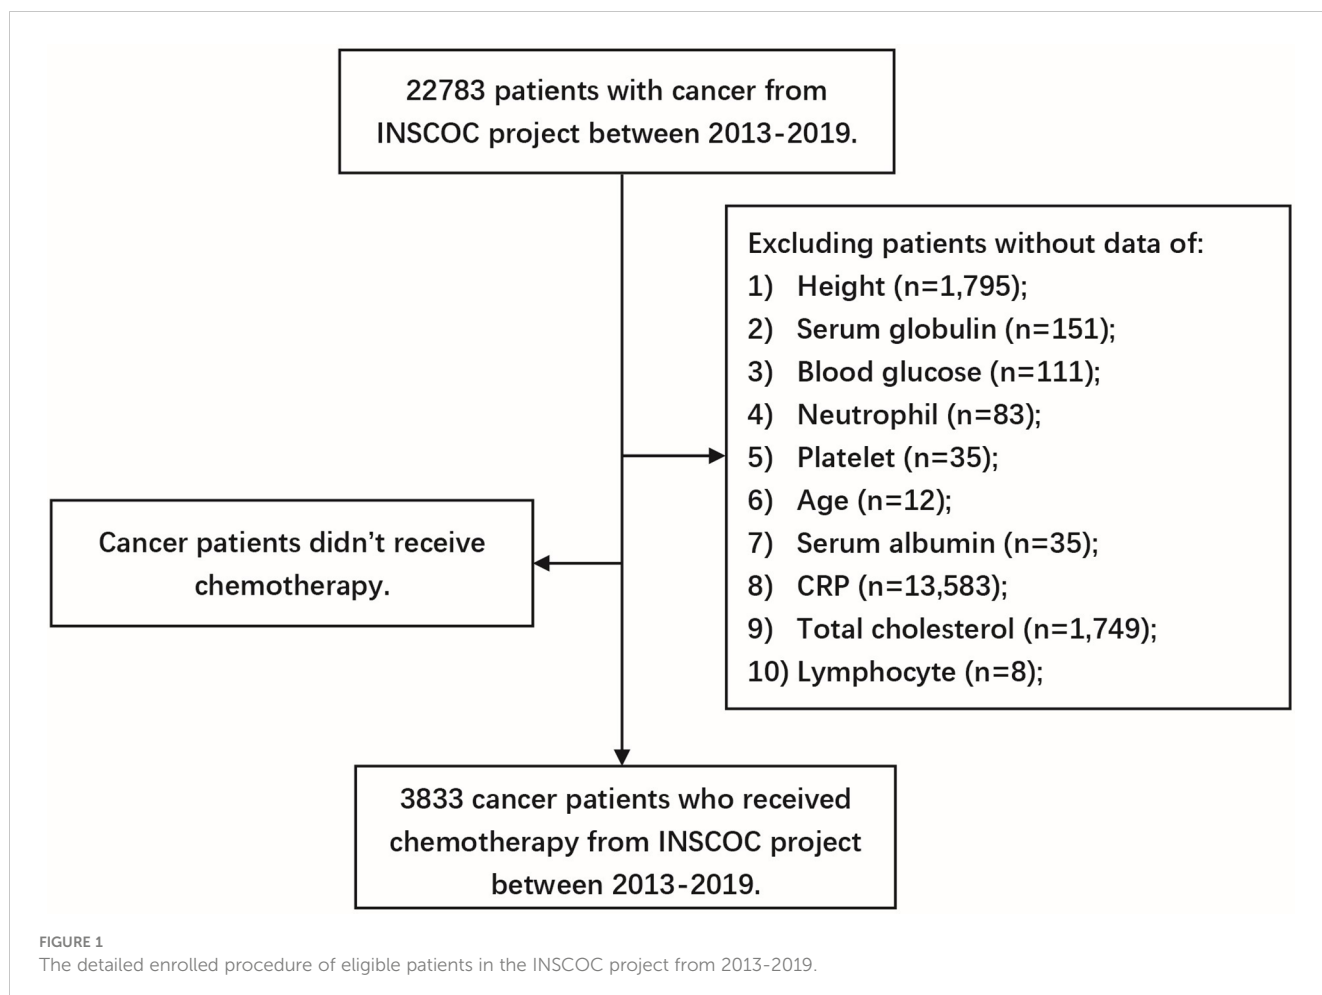 22783 patients with cancer from
INSCOC project between 2013-2019.
Excluding patients without data of:
1) Height (n=1,795);
2) Serum globulin (n=151);
3) Blood glucose (n=111);
4) Neutrophil (n=83);
5) Platelet (n=35);
6) Age (n=12);
7) Serum albumin (n=35);
8) CRP (n=13,583);
9) Total cholesterol (n=1,749);
10) Lymphocyte (n=8);
Cancer patients didn’t receive
chemotherapy.
3833 cancer patients who received
chemotherapy from INSCOC project
between 2013-2019.
FIGURE 1
The detailed enrolled procedure of eligible patients in the INSCOC project from 2013-2019.